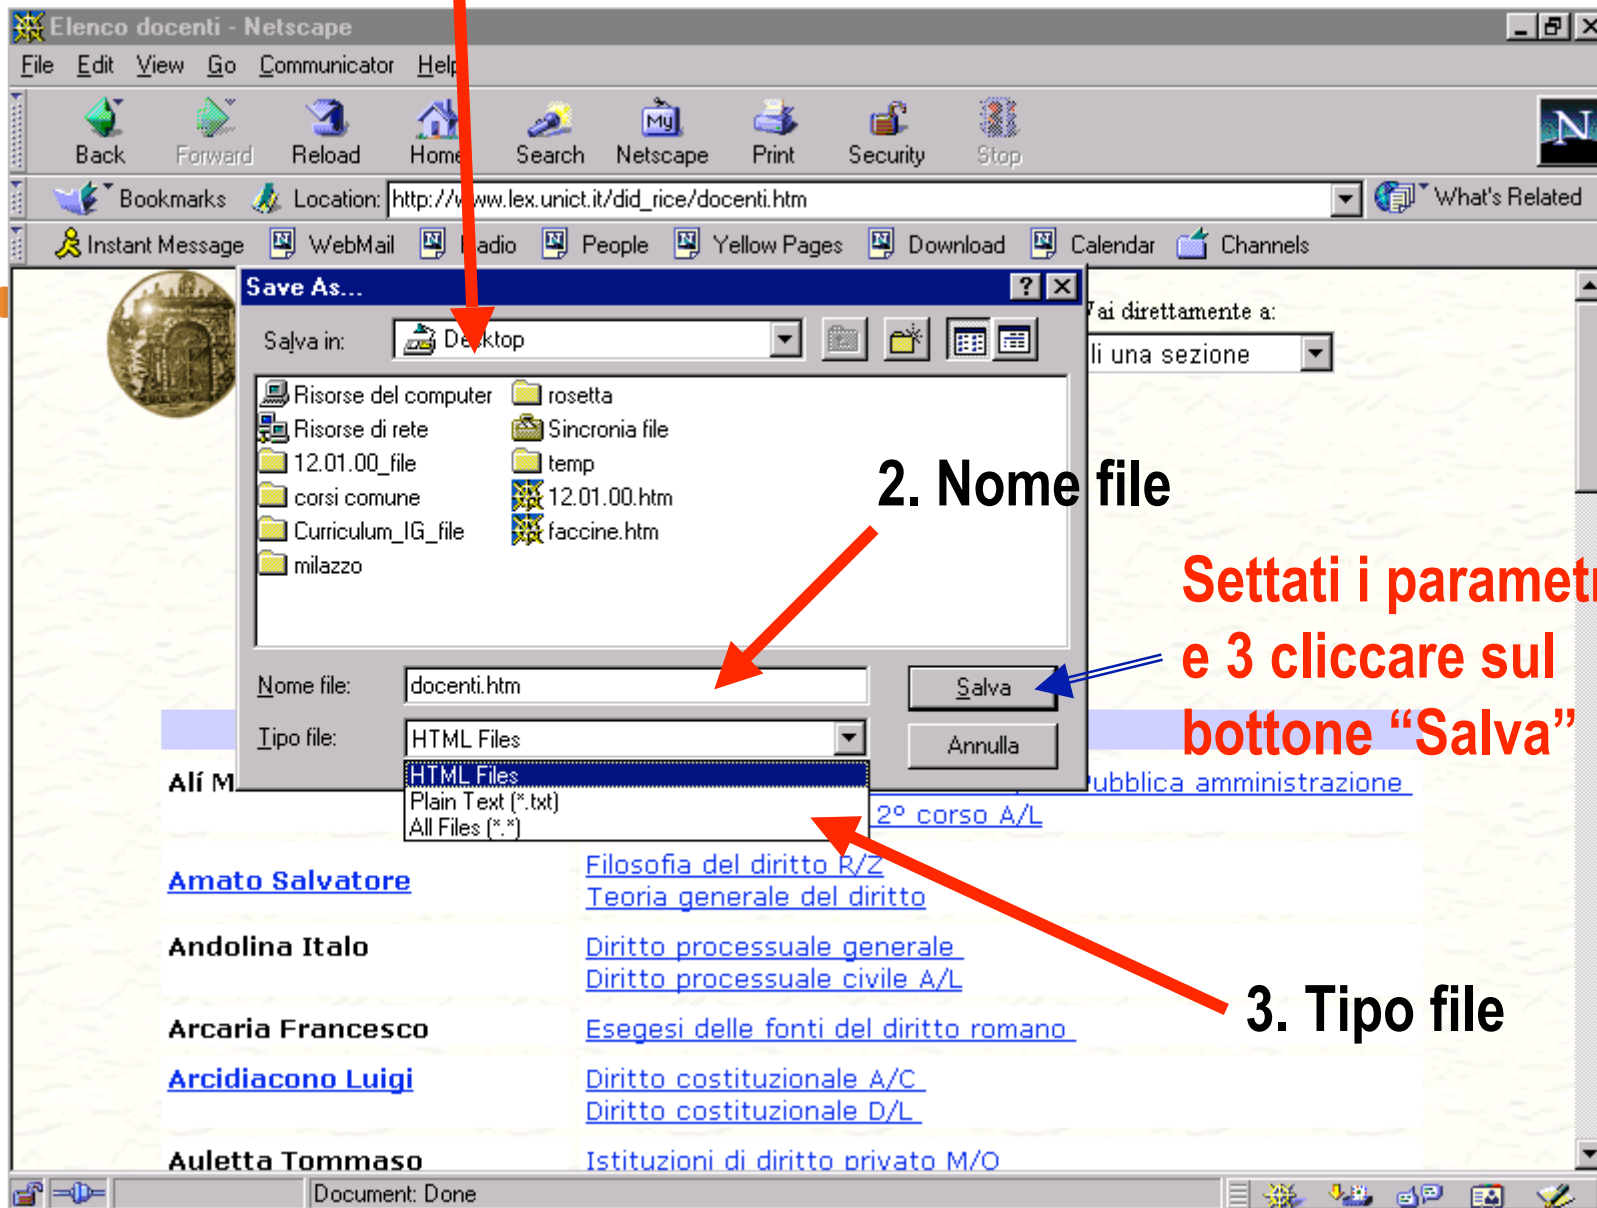 Elenco docenti - Netscape
File Edit View Go Communicator Help
Back Forward Reload Home Search Netscape Print Security Stop
My
N
Bookmarks Location: http://www.lex.unict.it/did_rice/docenti.htm What's Related
Instant Message WebMail Radio People Yellow Pages Download Calendar Channels
Save As...
Vai direttamente a:
Salva in: Desktop
li una sezione
Risorse del computer rosetta
Risorse di rete Sincronia file
12.01.00_file temp
corsi comune 12.01.00.htm
Curriculum_IG_file faccine.htm
milazzo
2. Nome file
Settati i parametr
e 3 cliccare sul
bottone “Salva”
Nome file: docenti.htm Salva
Tipo file: HTML Files Annulla
HTML Files
Plain Text (*.txt)
All Files (*.*)
Alí M
ubblica amministrazione
2º corso A/L
Amato Salvatore
Filosofia del diritto R/Z
Teoria generale del diritto
Andolina Italo
Diritto processuale generale
Diritto processuale civile A/L
3. Tipo file
Arcaria Francesco Esegesi delle fonti del diritto romano
Arcidiacono Luigi
Diritto costituzionale A/C
Diritto costituzionale D/L
Auletta Tommaso Istituzioni di diritto privato M/O
Document: Done